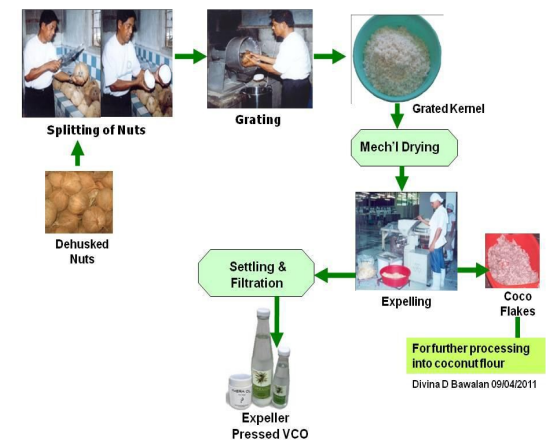 Splitting of Nuts
Grating
Grated Kernel
Mech'l Drying
Dehusked
Nuts
Settling &
Filtration
Expelling
Coco
Flakes
For further processing
into coconut flour
Divina D Bawalan 09/04/2011
Expeller
Pressed VCO